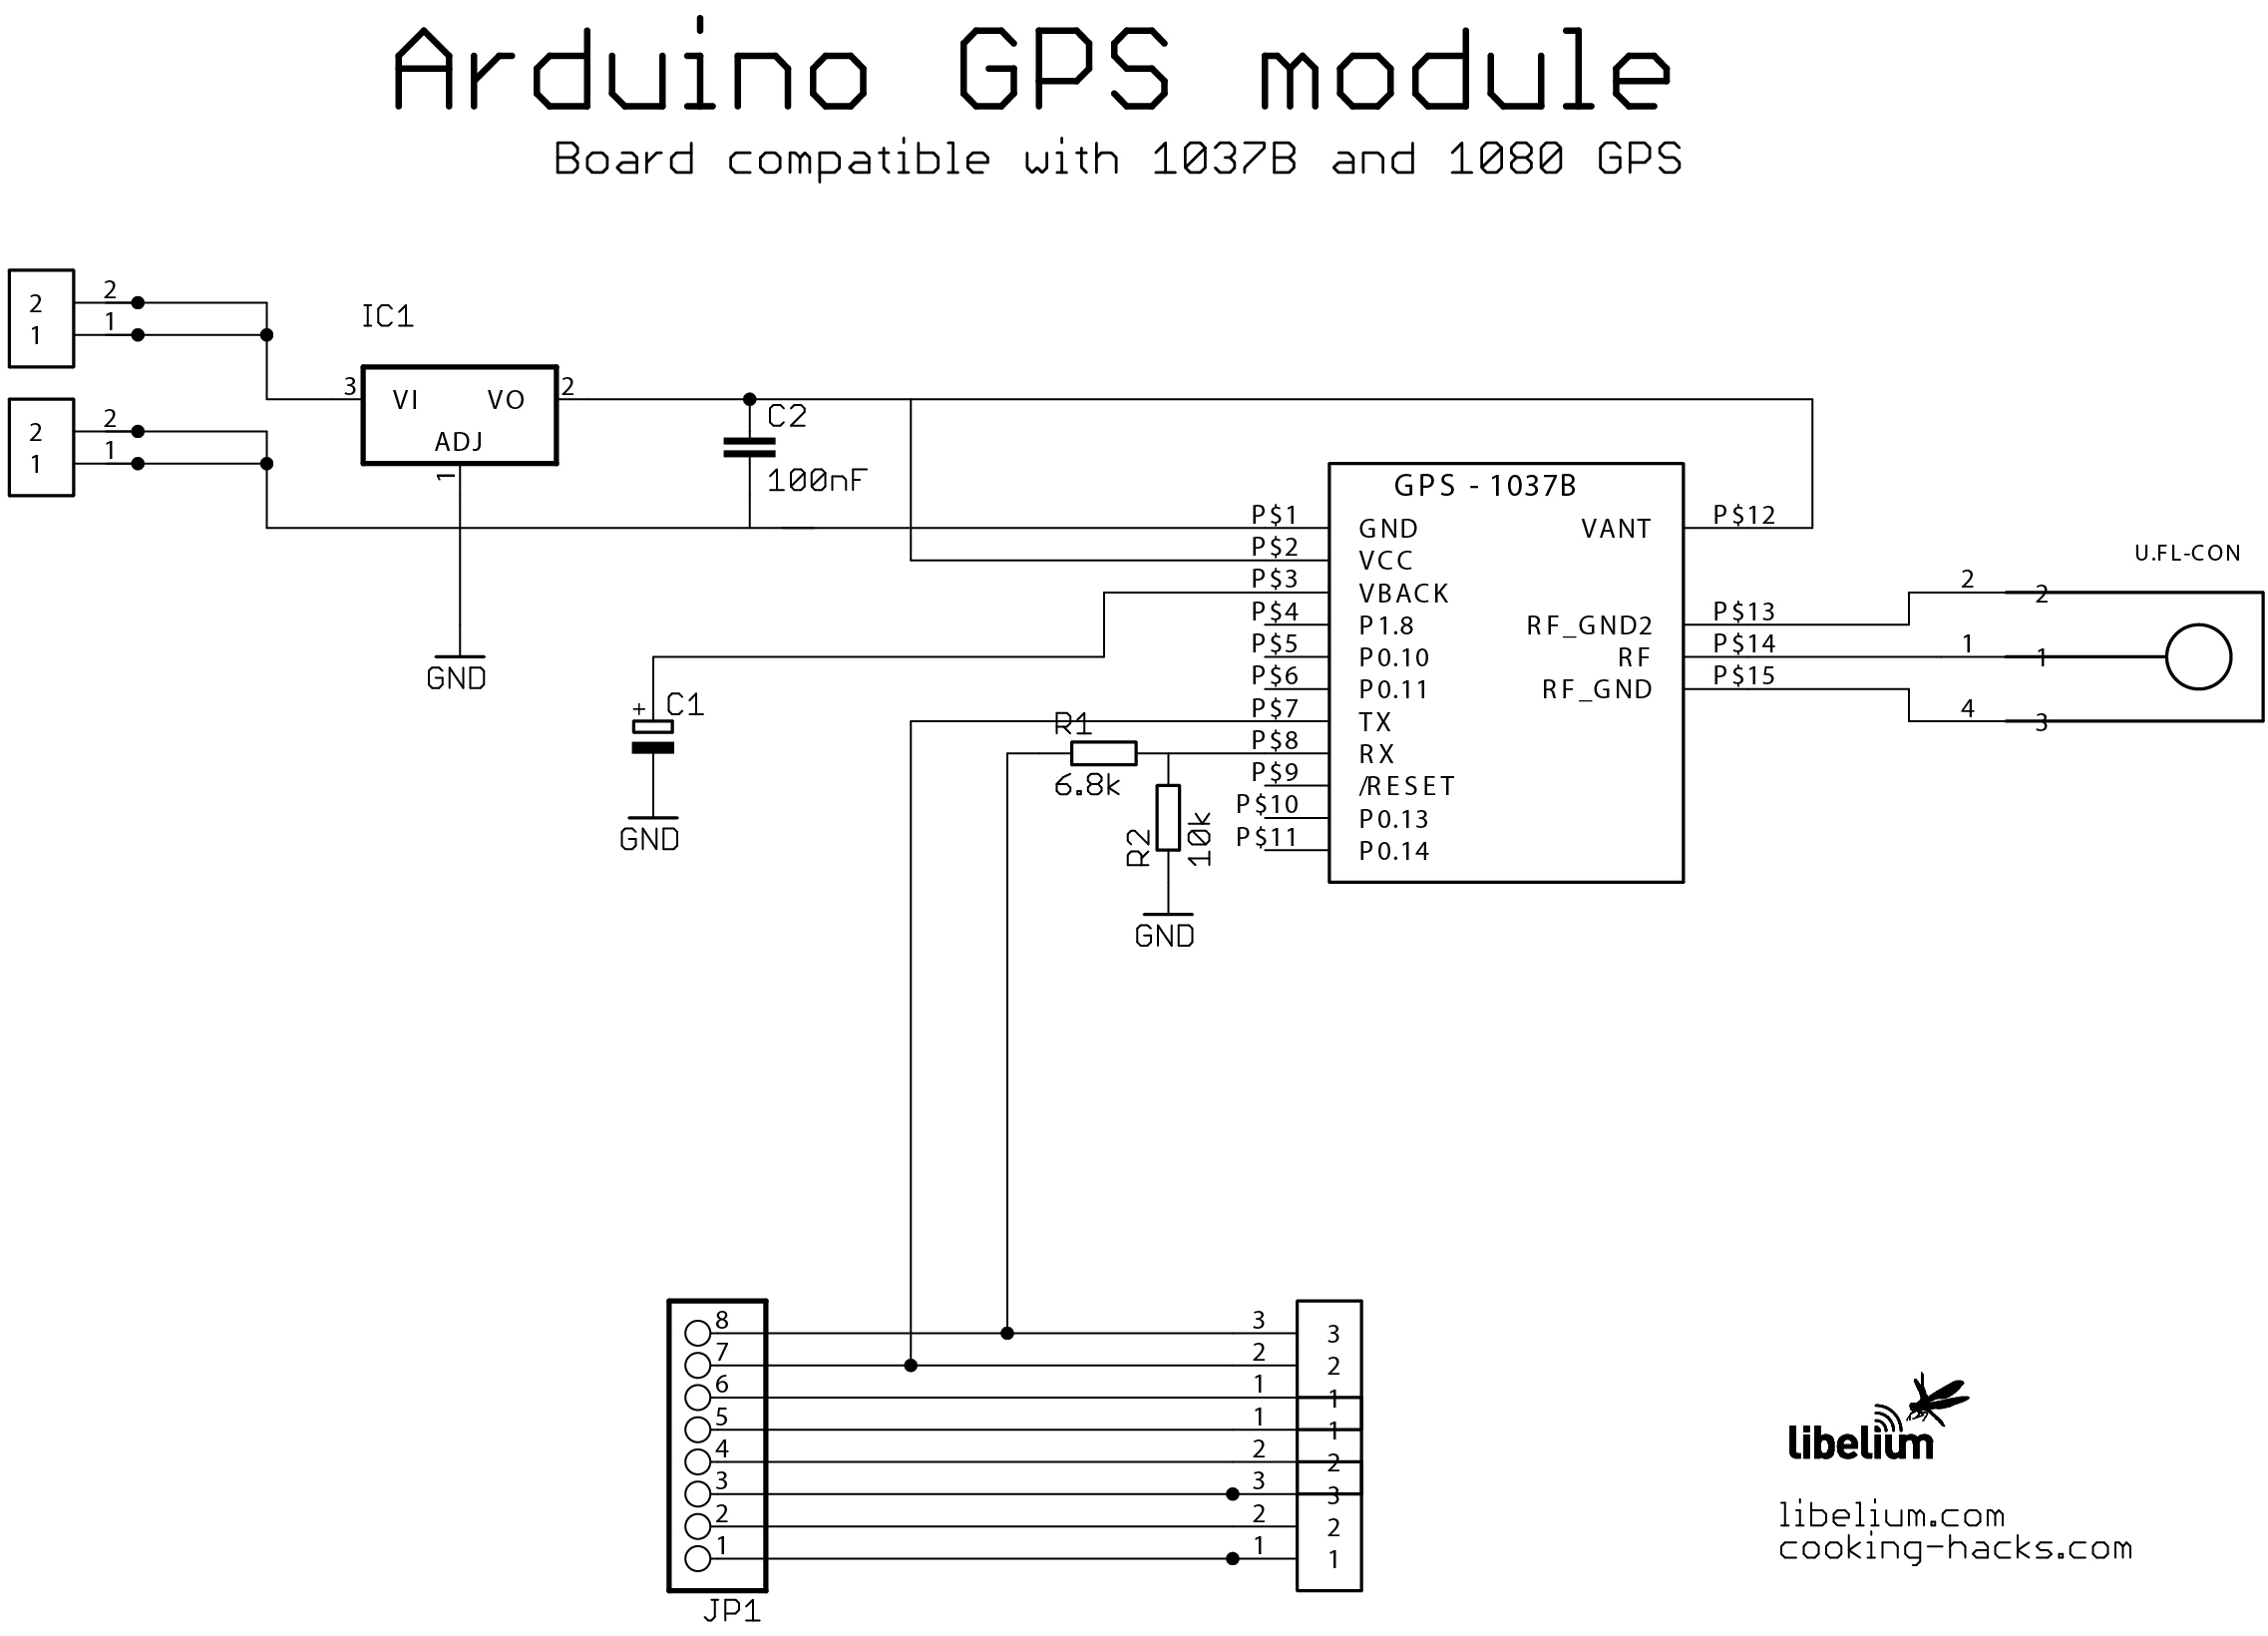 Arduino GPS module
Board compatible with 1037B and 1080 GPS
2
1
2
1
IC1
3
VI
VO
2
ADJ
1
GND
2
1
2
1
C2
100nF
GPS - 1037B
P$1 GND
P$2 VCC
P$3 VBACK
P$4 P1.8
P$5 P0.10
P$6 P0.11
P$7 TX
P$8 RX
P$9 /RESET
P$10 P0.13
P$11 P0.14
VANT P$12
RF_GND2 P$13
RF P$14
RF_GND P$15
U.FL-CON
2 2
1 1
4 3
+ C1
GND
R1
6.8k
R2
10k
GND
8 3 3
7 2 2
6 1 1
5 1 1
4 2 2
3 3 3
2 2 2
1 1 1
JP1
libelium
libelium.com
cooking-hacks.com